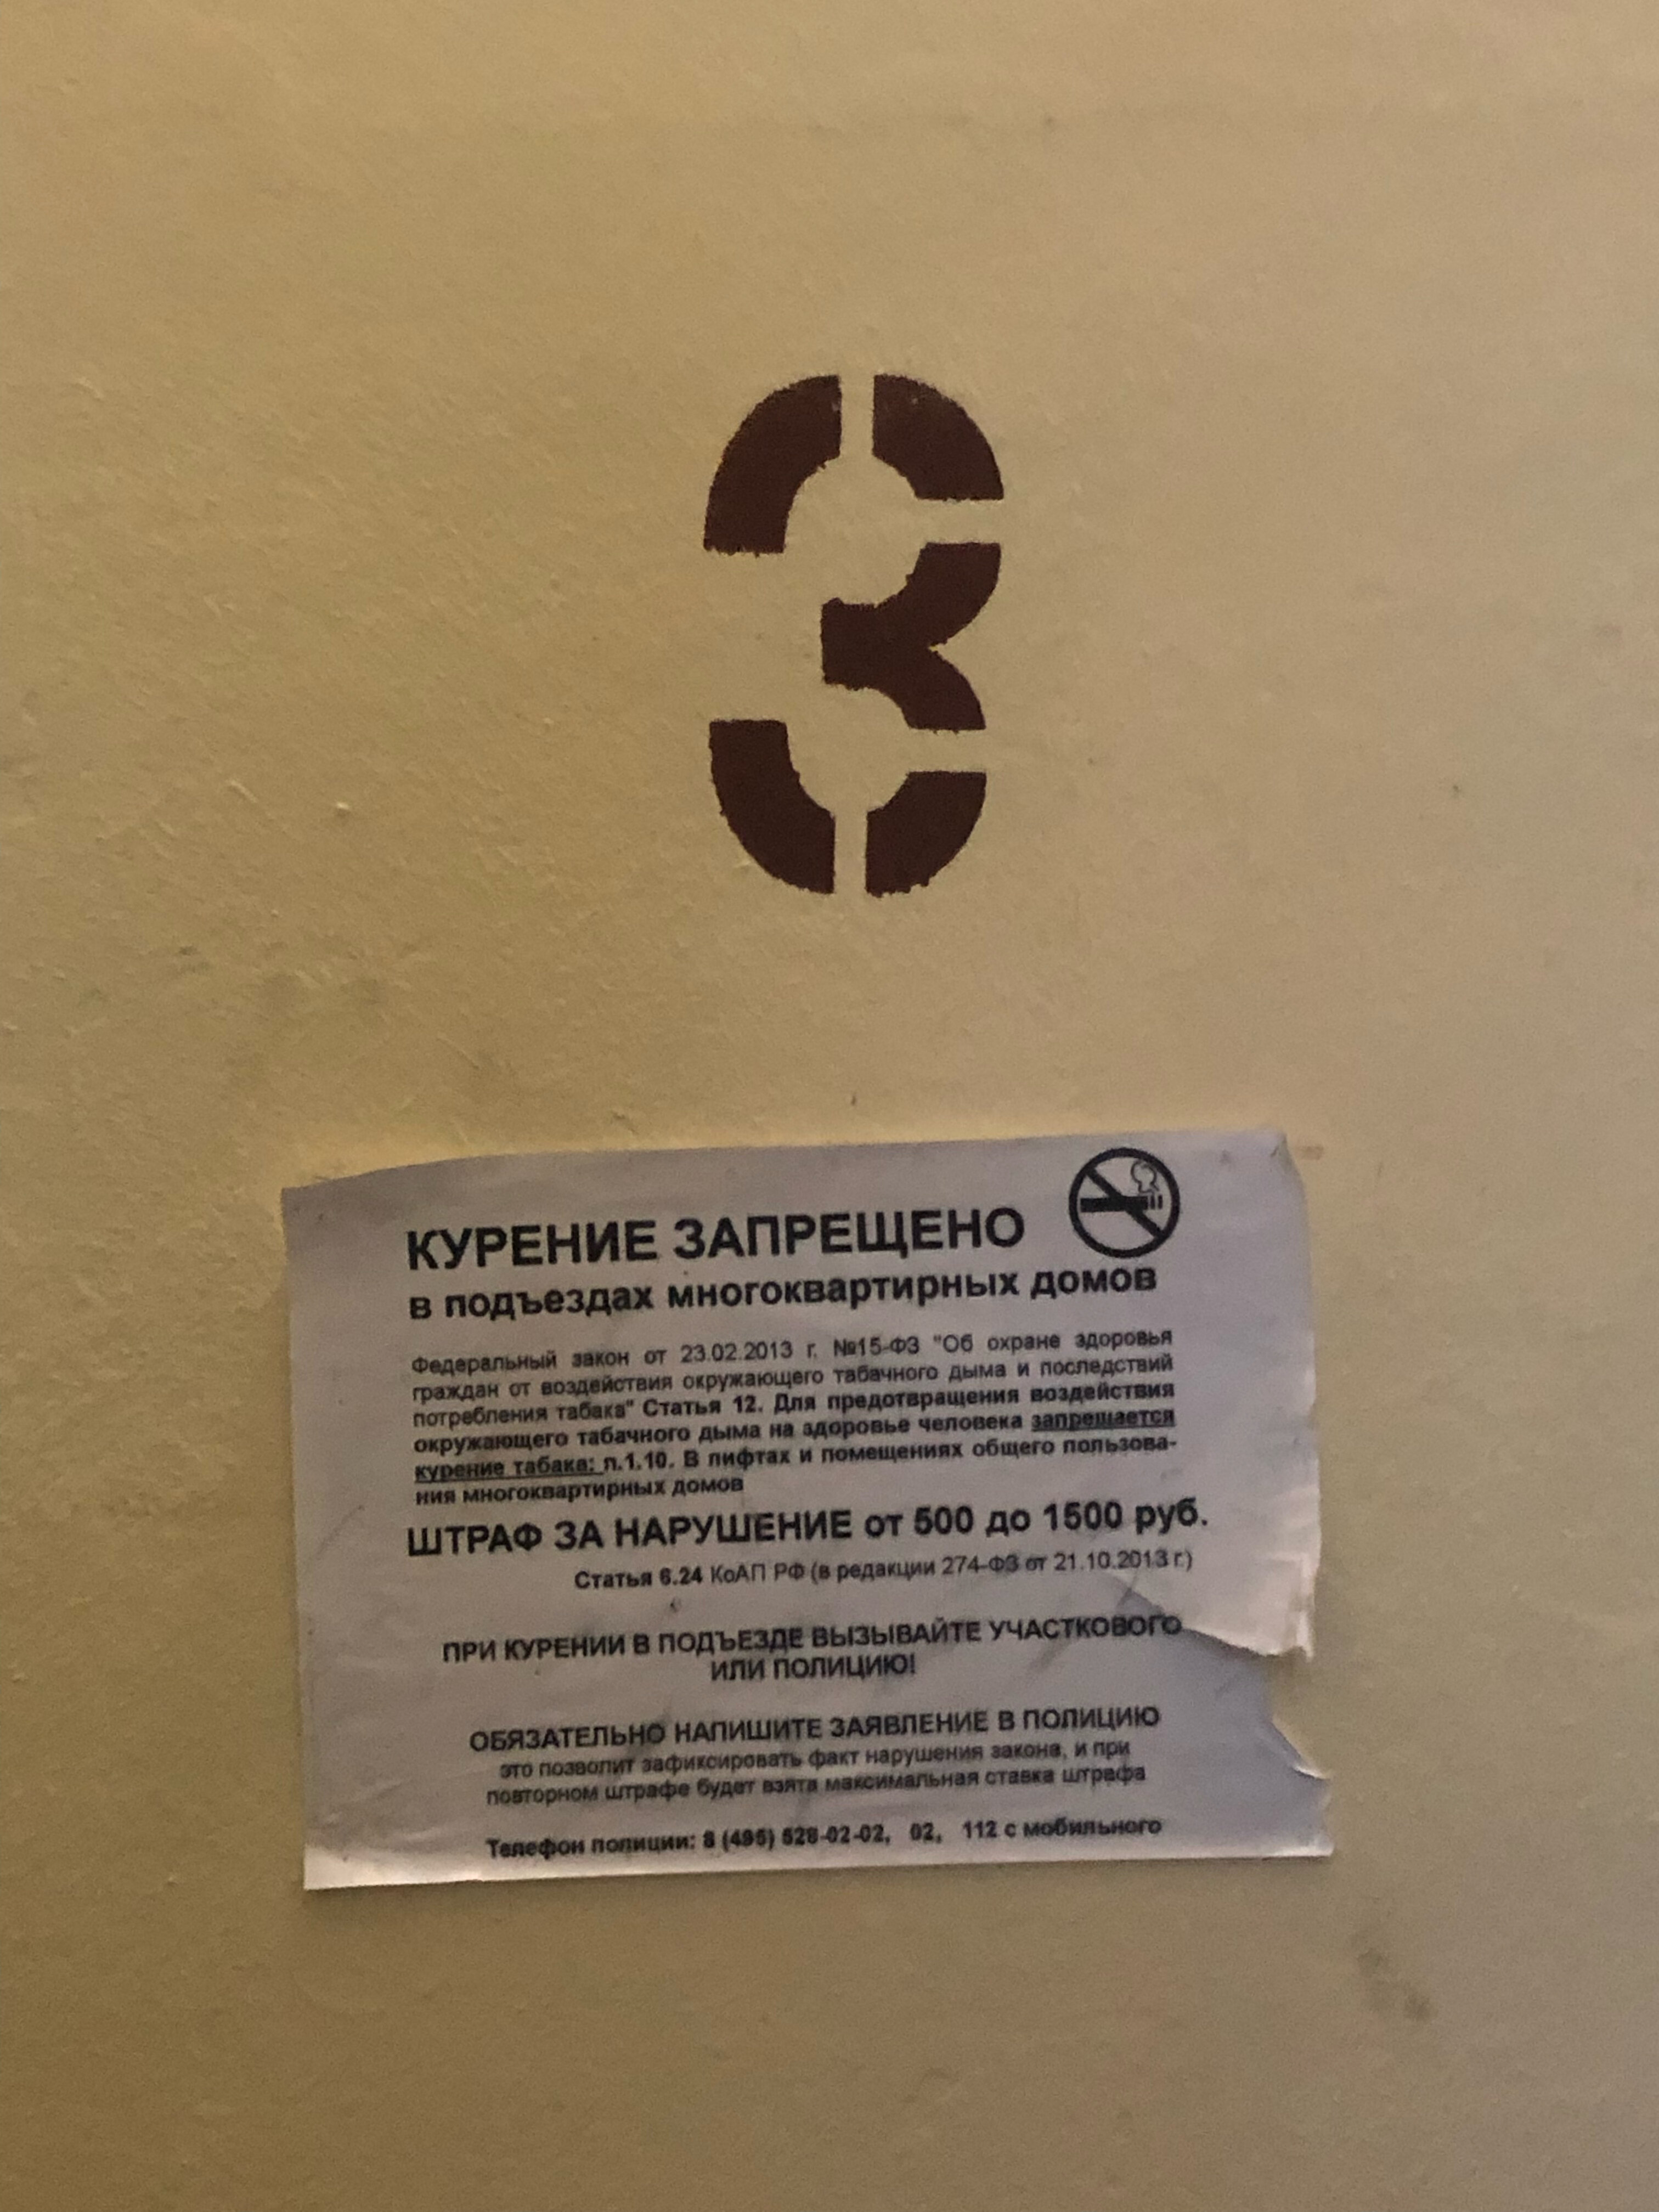 3
КУРЕНИЕ ЗАПРЕЩЕНО
в подъездах многоквартирных домов
Федеральный закон от 23.02.2013 г. №15-ФЗ "Об охране здоровья
граждан от воздействия окружающего табачного дыма и последствий
потребления табака" Статья 12. Для предотвращения воздействия
окружающего табачного дыма на здоровье человека запрещается
курение табака: п.1.10. В лифтах и помещениях общего пользова-
ния многоквартирных домов
ШТРАФ ЗА НАРУШЕНИЕ от 500 до 1500 руб.
Статья 6.24 КоАП РФ (в редакции 274-ФЗ от 21.10.2013 г.)
ПРИ КУРЕНИИ В ПОДЪЕЗДЕ ВЫЗЫВАЙТЕ УЧАСТКОВОГО
ИЛИ ПОЛИЦИЮ!
ОБЯЗАТЕЛЬНО НАПИШИТЕ ЗАЯВЛЕНИЕ В ПОЛИЦИЮ
это позволит зафиксировать факт нарушения закона, и при
повторном штрафе будет взята максимальная ставка штрафа
Телефон полиции: 8 (495) 528-02-02, 02, 112 с мобильного